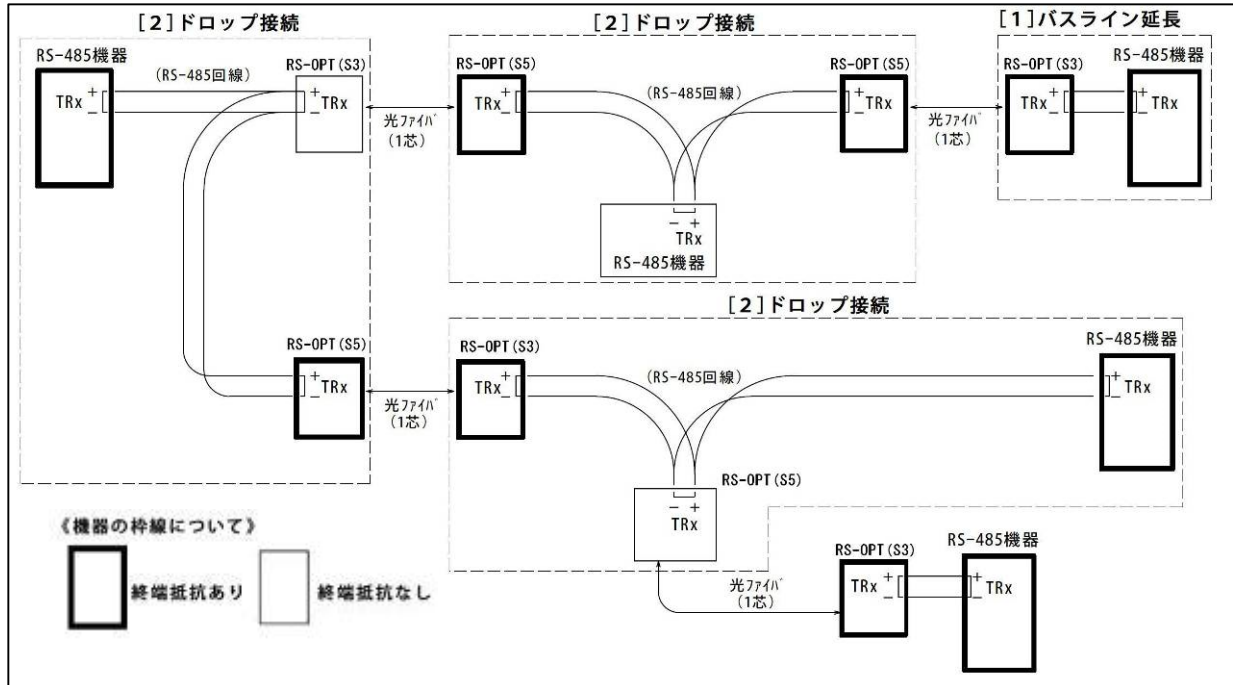 [2]ドロップ接続
RS-485機器
(RS-485回線)
RS-OPT(S3)
TRx
+
−
+
−
TRx
RS-OPT(S5)
+
−
TRx
光ファイバ
(1芯)
[2]ドロップ接続
RS-OPT(S5)
TRx
+
−
(RS-485回線)
RS-OPT(S5)
+
−
TRx
− +
TRx
RS-485機器
光ファイバ
(1芯)
[1]バスライン延長
RS-OPT(S3)
RS-485機器
TRx
+
−
+
−
TRx
光ファイバ
(1芯)
[2]ドロップ接続
RS-OPT(S3)
TRx
+
−
(RS-485回線)
RS-485機器
+
−
TRx
RS-OPT(S5)
− +
TRx
光ファイバ
(1芯)
RS-OPT(S3)
RS-485機器
TRx
+
−
+
−
TRx
《機器の枠線について》
終端抵抗あり
終端抵抗なし